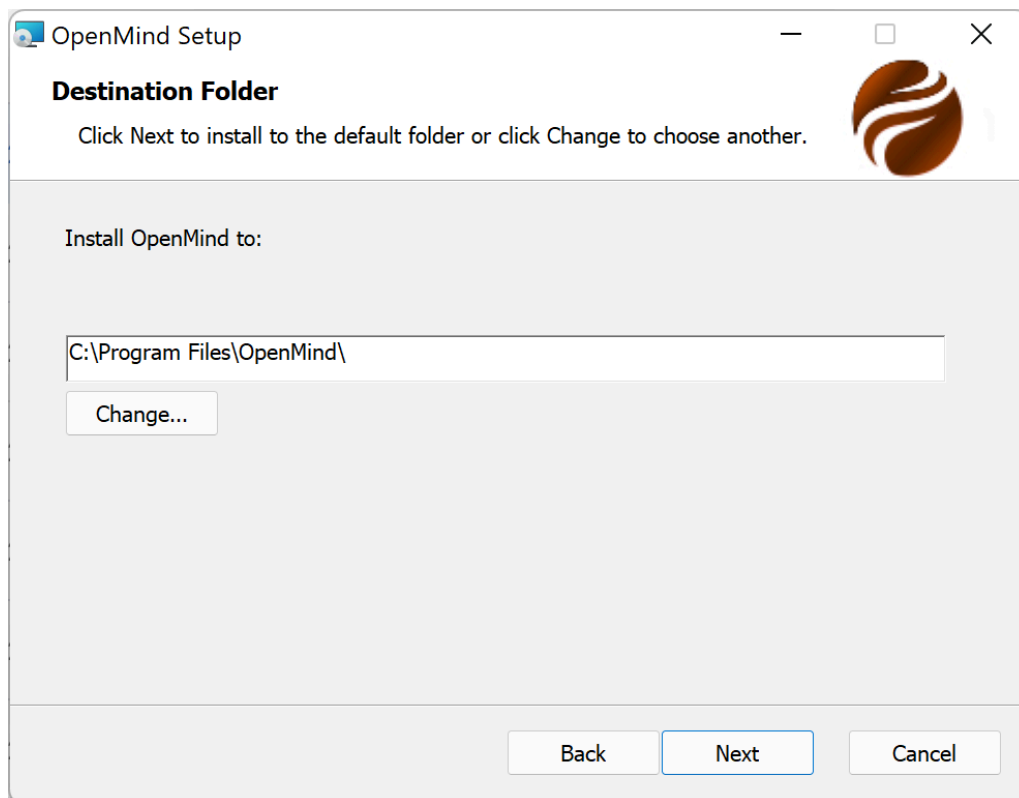 OpenMind Setup
Destination Folder
Click Next to install to the default folder or click Change to choose another.
Install OpenMind to:
C:\Program Files\OpenMind\
Change...
Back Next Cancel